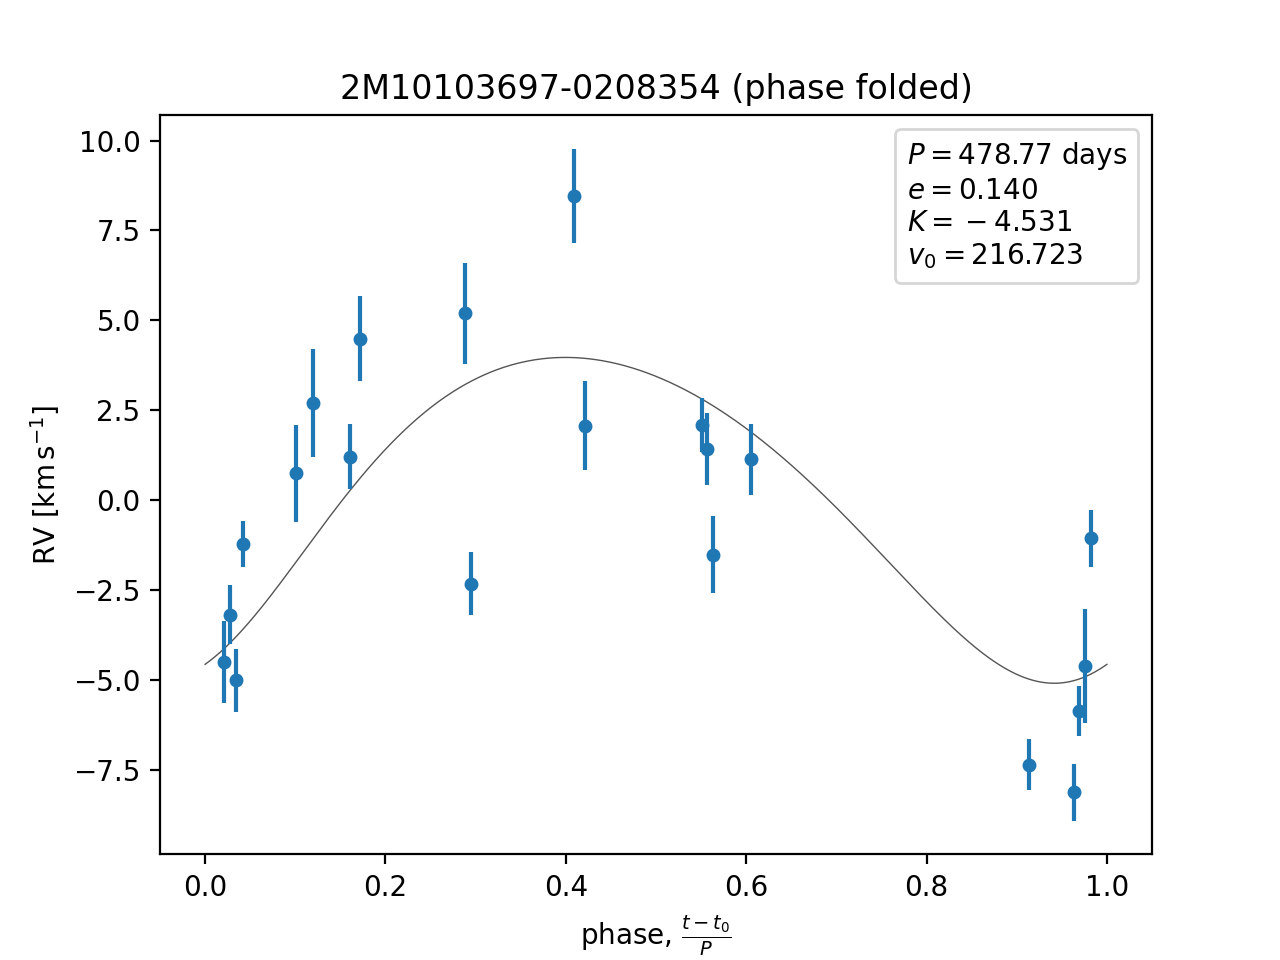 2M10103697-0208354 (phase folded)
P = 478.77 days
e = 0.140
K = −4.531
v₀ = 216.723
10.0
7.5
5.0
2.5
0.0
−2.5
−5.0
−7.5
RV [km s⁻¹]
0.0 0.2 0.4 0.6 0.8 1.0
phase, (t − t₀)/P